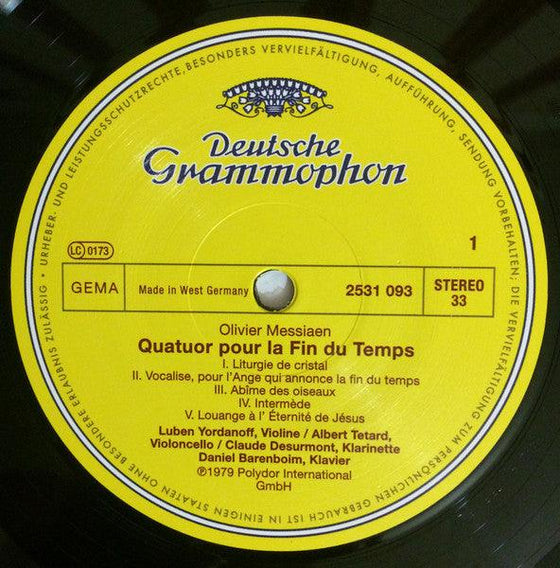 URHEBER- UND LEISTUNGSSCHUTZRECHTE, BESONDERS VERVIELFÄLTIGUNG, AUFFÜHRUNG, SENDUNG VORBEHALTEN; DIE VERVIELFÄLTIGUNG ZUM PERSÖNLICHEN GEBRAUCH IST IN EINIGEN STAATEN OHNE BESONDERE ERLAUBNIS ZULÄSSIG •
Deutsche
Grammophon
LC 0173
1
GEMA
Made in West Germany
2531 093
STEREO
33
Olivier Messiaen
Quatuor pour la Fin du Temps
I. Liturgie de cristal
II. Vocalise, pour l'Ange qui annonce la fin du temps
III. Abîme des oiseaux
IV. Intermède
V. Louange à l' Éternité de Jésus
Luben Yordanoff, Violine / Albert Tetard,
Violoncello / Claude Desurmont, Klarinette
Daniel Barenboim, Klavier
℗1979 Polydor International
GmbH